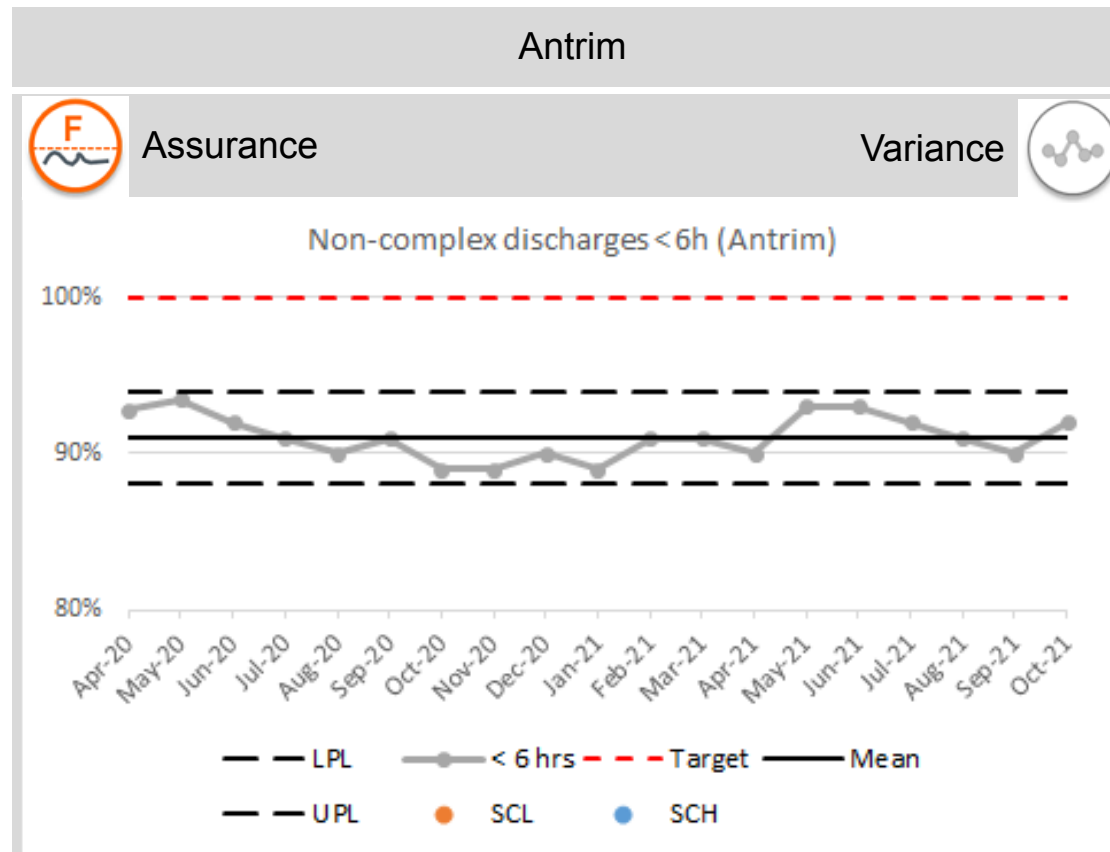 Antrim
F
Assurance
Variance
Non-complex discharges < 6h (Antrim)
100%
90%
80%
Apr-20 May-20 Jun-20 Jul-20 Aug-20 Sep-20 Oct-20 Nov-20 Dec-20 Jan-21 Feb-21 Mar-21 Apr-21 May-21 Jun-21 Jul-21 Aug-21 Sep-21 Oct-21
LPL < 6 hrs Target Mean
UPL SCL SCH